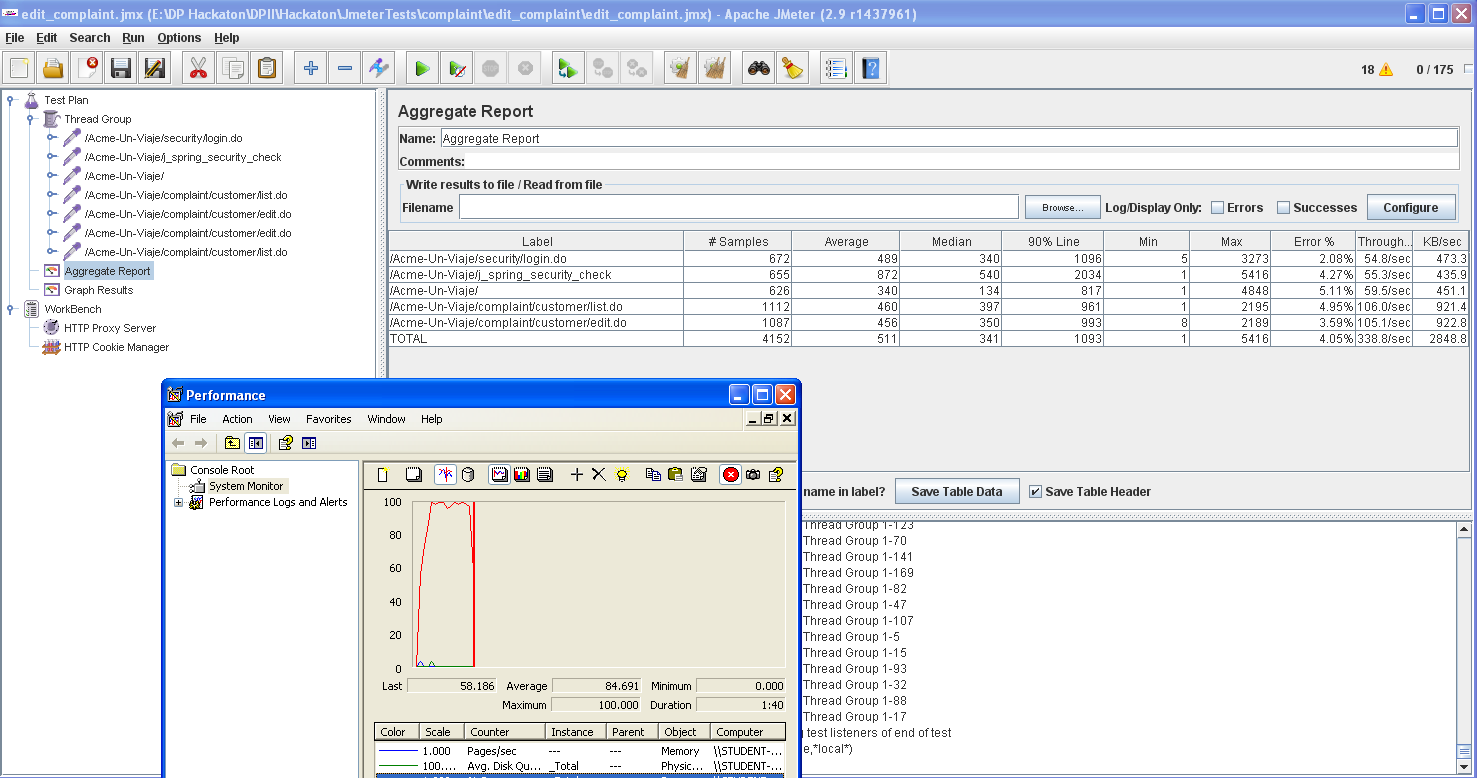 edit_complaint.jmx (E:\DP Hackaton\DPII\Hackaton\JmeterTests\complaint\edit_complaint\edit_complaint.jmx) - Apache JMeter (2.9 r1437961)
File Edit Search Run Options Help
18 0 / 175
Test Plan
Thread Group
/Acme-Un-Viaje/security/login.do
/Acme-Un-Viaje/j_spring_security_check
/Acme-Un-Viaje/
/Acme-Un-Viaje/complaint/customer/list.do
/Acme-Un-Viaje/complaint/customer/edit.do
/Acme-Un-Viaje/complaint/customer/edit.do
/Acme-Un-Viaje/complaint/customer/list.do
Aggregate Report
Graph Results
WorkBench
HTTP Proxy Server
HTTP Cookie Manager
Aggregate Report
Name: Aggregate Report
Comments:
Write results to file / Read from file
Filename Browse... Log/Display Only: Errors Successes Configure
Label # Samples Average Median 90% Line Min Max Error % Through... KB/sec
/Acme-Un-Viaje/security/login.do 672 489 340 1096 5 3273 2.08% 54.8/sec 473.3
/Acme-Un-Viaje/j_spring_security_check 655 872 540 2034 1 5416 4.27% 55.3/sec 435.9
/Acme-Un-Viaje/ 626 340 134 817 1 4848 5.11% 59.5/sec 451.1
/Acme-Un-Viaje/complaint/customer/list.do 1112 460 397 961 1 2195 4.95% 106.0/sec 921.4
/Acme-Un-Viaje/complaint/customer/edit.do 1087 456 350 993 8 2189 3.59% 105.1/sec 922.8
TOTAL 4152 511 341 1093 1 5416 4.05% 338.8/sec 2848.8
name in label? Save Table Data Save Table Header
Thread Group 1-123
Thread Group 1-70
Thread Group 1-141
Thread Group 1-169
Thread Group 1-82
Thread Group 1-47
Thread Group 1-107
Thread Group 1-5
Thread Group 1-15
Thread Group 1-93
Thread Group 1-32
Thread Group 1-88
Thread Group 1-17
test listeners of end of test
e,*local*)
Performance
File Action View Favorites Window Help
Console Root
System Monitor
Performance Logs and Alerts
100
80
60
40
20
0
Last 58.186 Average 84.691 Minimum 0.000
Maximum 100.000 Duration 1:40
Color Scale Counter Instance Parent Object Computer
1.000 Pages/sec --- --- Memory \\STUDENT-...
100.... Avg. Disk Qu... _Total --- Physic... \\STUDENT-...